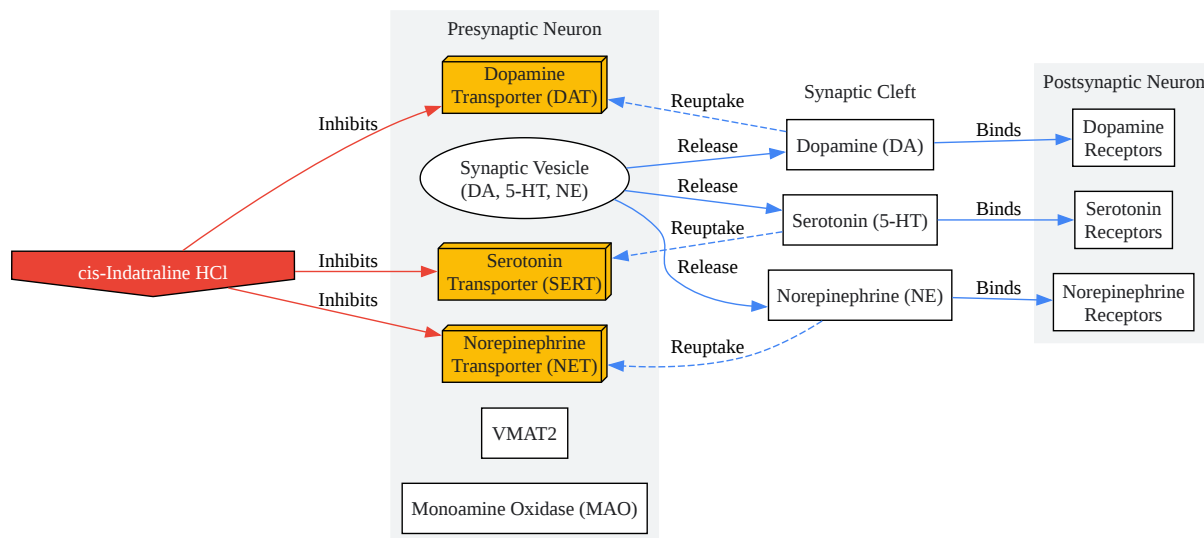 Presynaptic Neuron
Dopamine
Transporter (DAT)
Synaptic Vesicle
(DA, 5-HT, NE)
Serotonin
Transporter (SERT)
Norepinephrine
Transporter (NET)
VMAT2
Monoamine Oxidase (MAO)
cis-Indatraline HCl
Inhibits
Inhibits
Inhibits
Reuptake
Release
Release
Reuptake
Release
Reuptake
Synaptic Cleft
Dopamine (DA)
Serotonin (5-HT)
Norepinephrine (NE)
Binds
Binds
Binds
Postsynaptic Neuron
Dopamine
Receptors
Serotonin
Receptors
Norepinephrine
Receptors